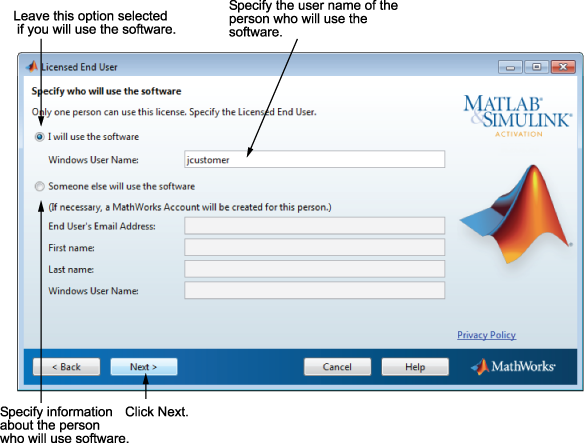 Leave this option selected
if you will use the software.
Specify the user name of the
person who will use the
software.
Licensed End User
Specify who will use the software
Only one person can use this license. Specify the Licensed End User.
MATLAB®
&SIMULINK®
ACTIVATION
I will use the software
Windows User Name:
jcustomer
Someone else will use the software
(If necessary, a MathWorks Account will be created for this person.)
End User's Email Address:
First name:
Last name:
Windows User Name:
Privacy Policy
< Back
Next >
Cancel
Help
MathWorks®
Specify information
about the person
who will use software.
Click Next.